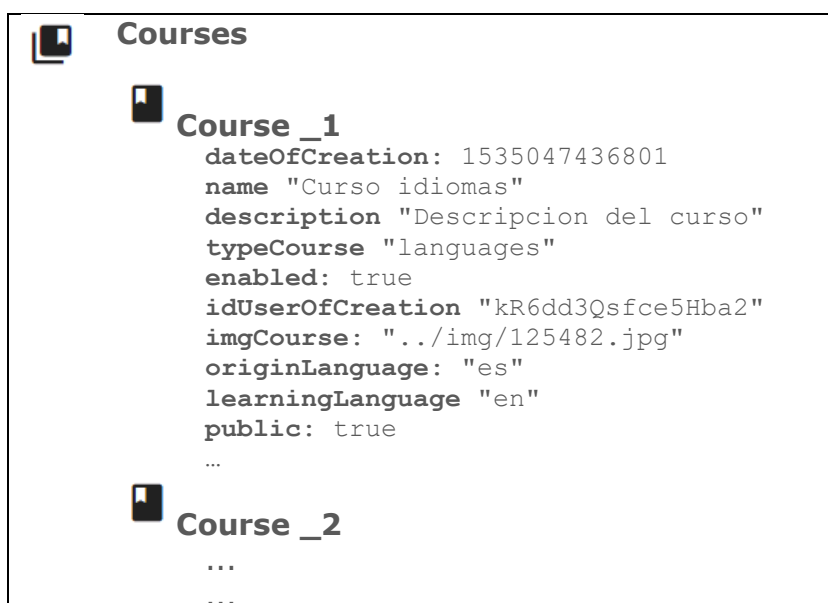 Courses
Course _1
dateOfCreation: 1535047436801
name "Curso idiomas"
description "Descripcion del curso"
typeCourse "languages"
enabled: true
idUserOfCreation "kR6dd3Qsfce5Hba2"
imgCourse: "../img/125482.jpg"
originLanguage: "es"
learningLanguage "en"
public: true
…
Course _2
…
…